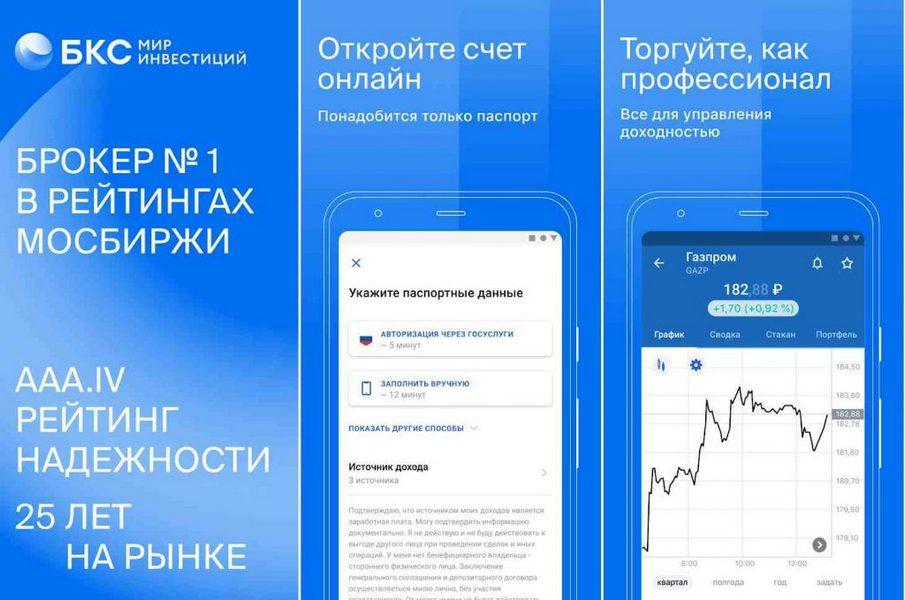 БКС МИР
ИНВЕСТИЦИЙ
БРОКЕР № 1
В РЕЙТИНГАХ
МОСБИРЖИ
AAA.IV
РЕЙТИНГ
НАДЕЖНОСТИ
25 ЛЕТ
НА РЫНКЕ
Откройте счет
онлайн
Понадобится только паспорт
Укажите паспортные данные
АВТОРИЗАЦИЯ ЧЕРЕЗ ГОСУСЛУГИ
~ 5 минут
ЗАПОЛНИТЬ ВРУЧНУЮ
~ 12 минут
ПОКАЗАТЬ ДРУГИЕ СПОСОБЫ
Источник дохода
3 источника
Подтверждаю, что источником моих доходов является
заработная плата. Могу подтвердить информацию
документально. Я не действую и не буду действовать к
выгоде другого лица при проведении сделок и иных
операций. У меня нет бенефициарного владельца -
стороннего физического лица. Заключение
генерального соглашения и депозитарного договора
осуществляется мною лично, без участия
Торгуйте, как
профессионал
Все для управления
доходностью
Газпром
GAZP
182,88 ₽
+1,70 (+0,92 %)
График Сводка Стакан Портфель
184,50
183,60
182,88
182,78
181,80
180,70
179,60
179,10
8:00 10:00 12:00
квартал полгода год задать